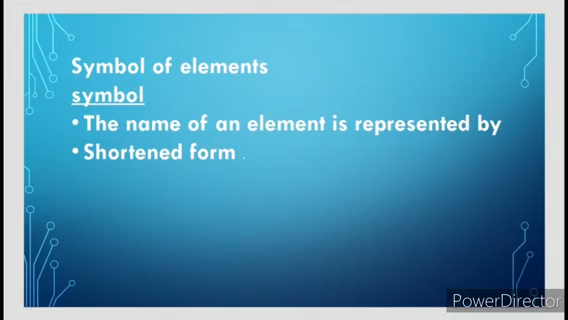 Symbol of elements
symbol
• The name of an element is represented by
• Shortened form .
PowerDirector